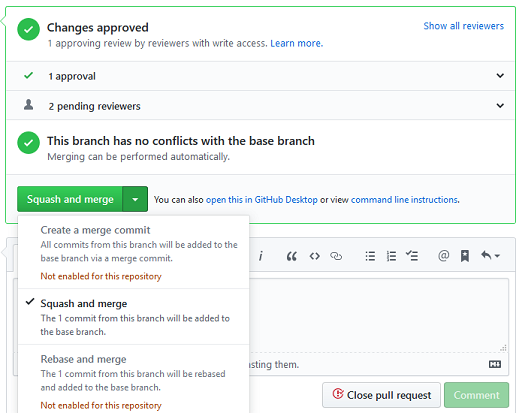 Changes approved
1 approving review by reviewers with write access. Learn more.
Show all reviewers
1 approval
2 pending reviewers
This branch has no conflicts with the base branch
Merging can be performed automatically.
Squash and merge
You can also open this in GitHub Desktop or view command line instructions.
Create a merge commit
All commits from this branch will be added to the
base branch via a merge commit.
Not enabled for this repository
Squash and merge
The 1 commit from this branch will be added to
the base branch.
Rebase and merge
The 1 commit from this branch will be rebased
and added to the base branch.
Not enabled for this repository
i
@
them.
Close pull request
Comment